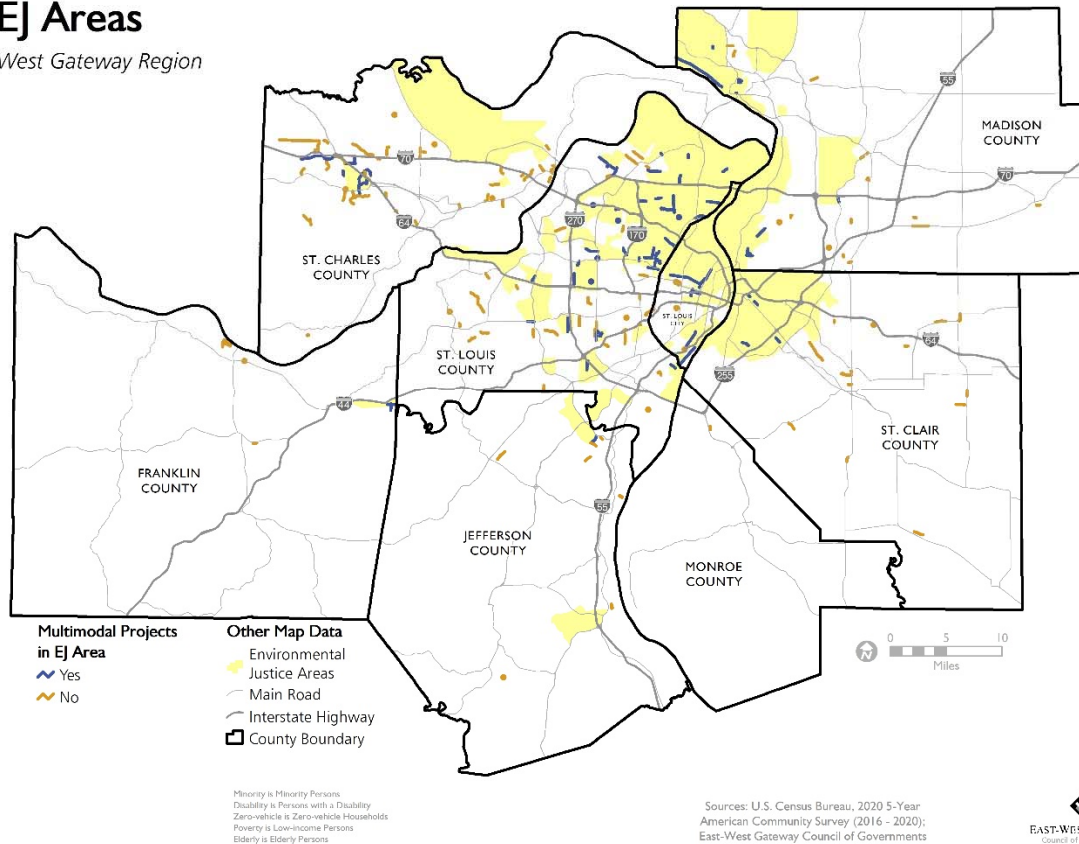 EJ Areas
West Gateway Region
55
MADISON
COUNTY
70
70
64
270
170
ST. CHARLES
COUNTY
ST. LOUIS
CITY
ST. LOUIS
COUNTY
64
255
44
ST. CLAIR
COUNTY
FRANKLIN
COUNTY
55
JEFFERSON
COUNTY
MONROE
COUNTY
Multimodal Projects
in EJ Area
Yes
No
Other Map Data
Environmental
Justice Areas
Main Road
Interstate Highway
County Boundary
N
0 5 10
Miles
Minority is Minority Persons
Disability is Persons with a Disability
Zero-vehicle is Zero-vehicle Households
Poverty is Low-income Persons
Elderly is Elderly Persons
Sources: U.S. Census Bureau, 2020 5-Year
American Community Survey (2016 - 2020);
East-West Gateway Council of Governments
EAST-WE
Council of